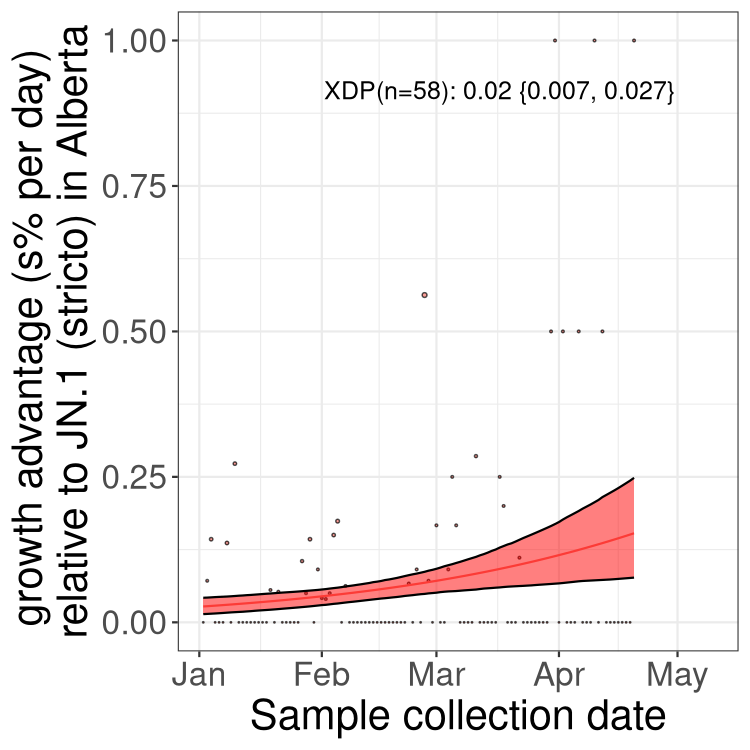 growth advantage (s% per day)
relative to JN.1 (stricto) in Alberta
1.00
0.75
0.50
0.25
0.00
XDP(n=58): 0.02 {0.007, 0.027}
Jan Feb Mar Apr May
Sample collection date